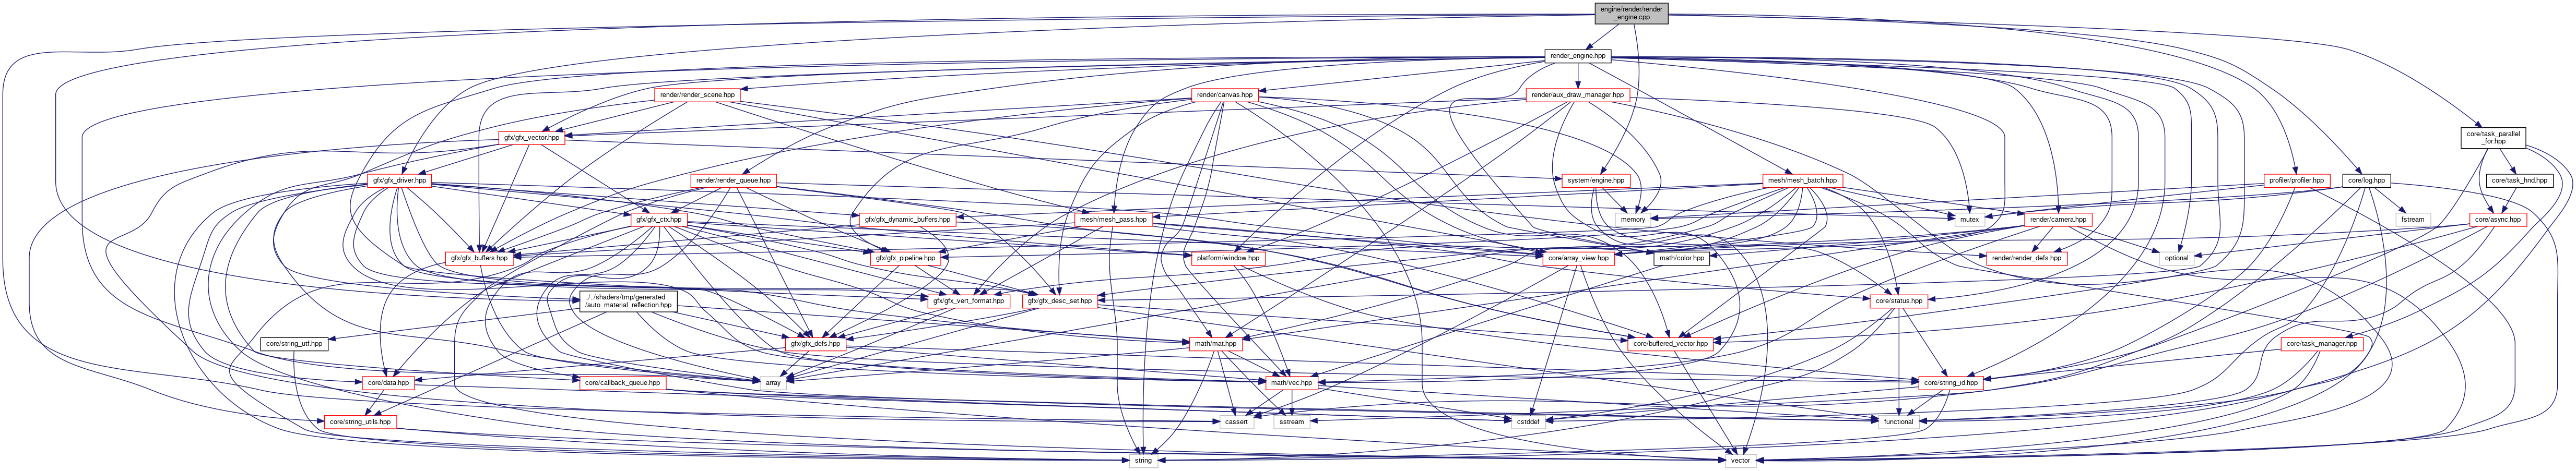 engine/render/render
_engine.cpp
render_engine.hpp
render/render_scene.hpp
render/canvas.hpp
render/aux_draw_manager.hpp
gfx/gfx_vector.hpp
core/task_parallel
_for.hpp
gfx/gfx_driver.hpp
render/render_queue.hpp
system/engine.hpp
mesh/mesh_batch.hpp
profiler/profiler.hpp
core/log.hpp
core/task_hnd.hpp
gfx/gfx_ctx.hpp
gfx/gfx_dynamic_buffers.hpp
mesh/mesh_pass.hpp
memory
mutex
render/camera.hpp
fstream
core/async.hpp
gfx/gfx_buffers.hpp
gfx/gfx_pipeline.hpp
platform/window.hpp
core/array_view.hpp
math/color.hpp
render/render_defs.hpp
optional
../../shaders/tmp/generated
/auto_material_reflection.hpp
gfx/gfx_vert_format.hpp
gfx/gfx_desc_set.hpp
core/status.hpp
core/string_utf.hpp
gfx/gfx_defs.hpp
math/mat.hpp
core/buffered_vector.hpp
core/task_manager.hpp
core/data.hpp
core/callback_queue.hpp
array
math/vec.hpp
core/string_id.hpp
core/string_utils.hpp
cassert
sstream
cstddef
functional
string
vector